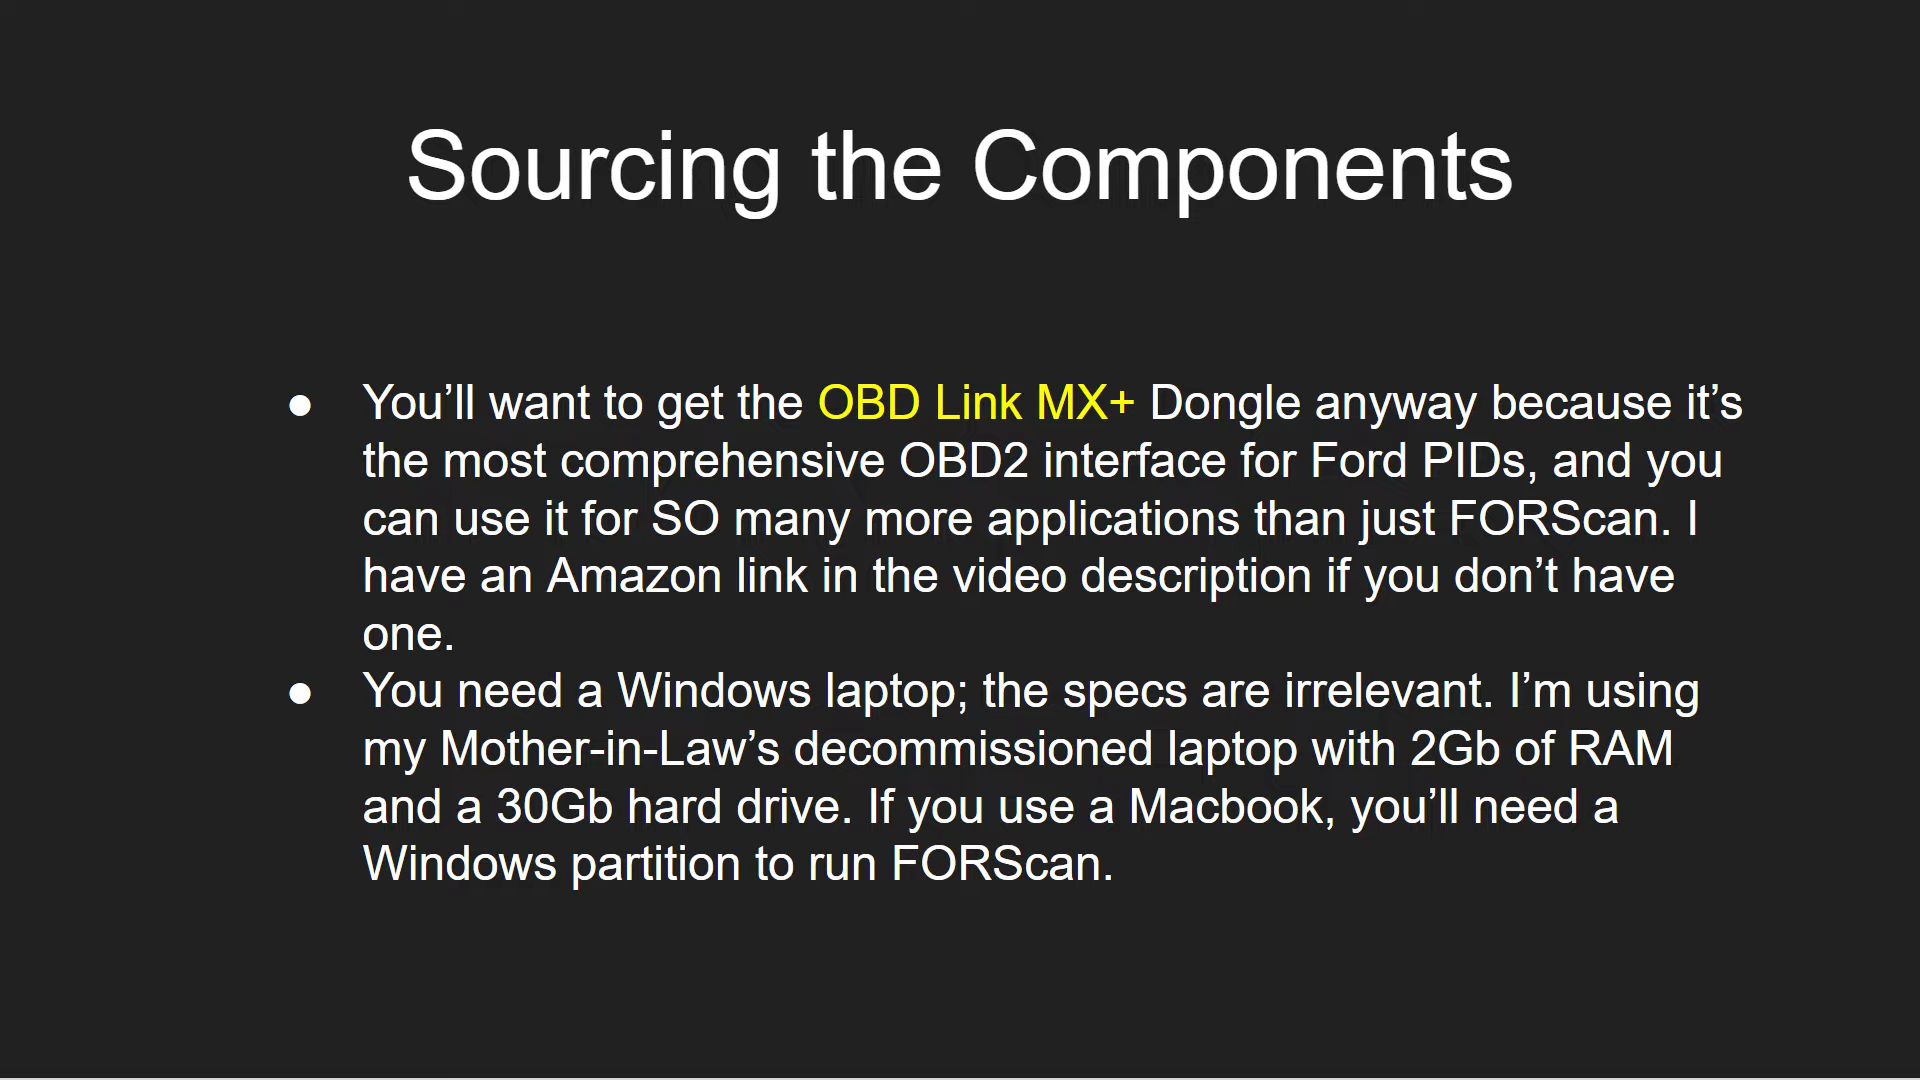 Sourcing the Components
● You’ll want to get the OBD Link MX+ Dongle anyway because it’s
the most comprehensive OBD2 interface for Ford PIDs, and you
can use it for SO many more applications than just FORScan. I
have an Amazon link in the video description if you don’t have
one.
● You need a Windows laptop; the specs are irrelevant. I’m using
my Mother-in-Law’s decommissioned laptop with 2Gb of RAM
and a 30Gb hard drive. If you use a Macbook, you’ll need a
Windows partition to run FORScan.